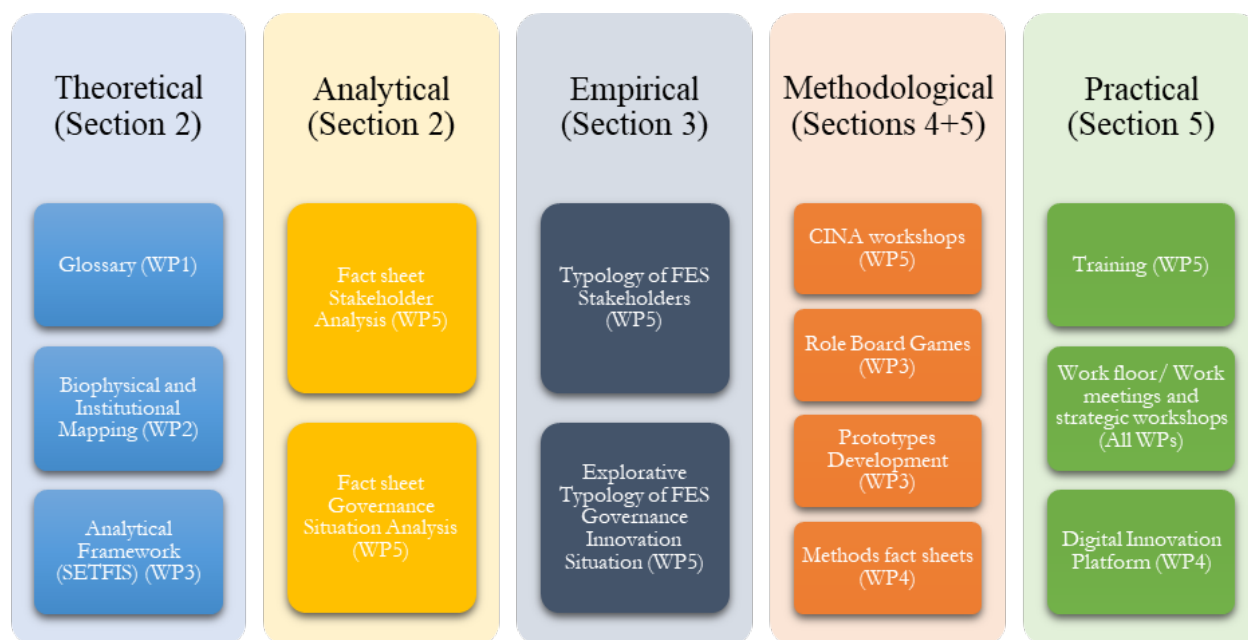 Theoretical
(Section 2)
Glossary (WP1)
Biophysical and
Institutional
Mapping (WP2)
Analytical
Framework
(SETFIS) (WP3)
Analytical
(Section 2)
Fact sheet
Stakeholder
Analysis (WP5)
Fact sheet
Governance
Situation Analysis
(WP5)
Empirical
(Section 3)
Typology of FES
Stakeholders
(WP5)
Explorative
Typology of FES
Governance
Innovation
Situation (WP5)
Methodological
(Sections 4+5)
CINA workshops
(WP5)
Role Board Games
(WP3)
Prototypes
Development
(WP3)
Methods fact sheets
(WP4)
Practical
(Section 5)
Training (WP5)
Work floor/ Work
meetings and
strategic workshops
(All WPs)
Digital Innovation
Platform (WP4)